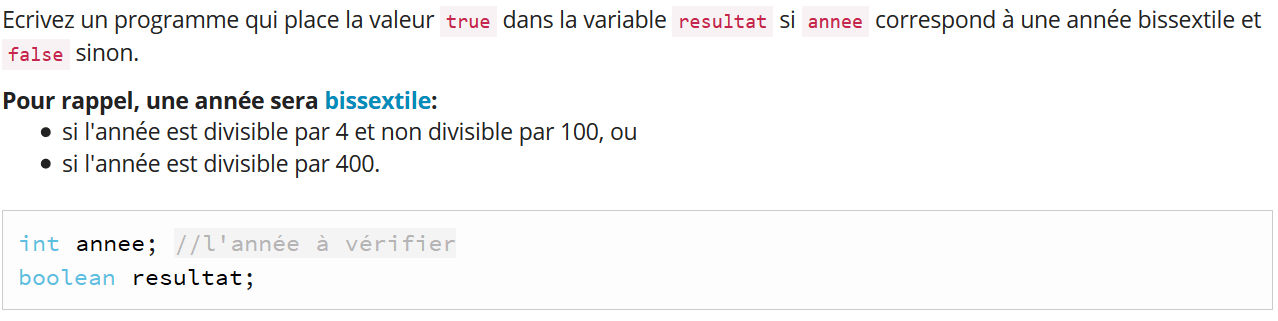 Ecrivez un programme qui place la valeur true dans la variable resultat si annee correspond à une année bissextile et
false sinon.
Pour rappel, une année sera bissextile:
• si l'année est divisible par 4 et non divisible par 100, ou
• si l'année est divisible par 400.
int annee; //l'année à vérifier
boolean resultat;